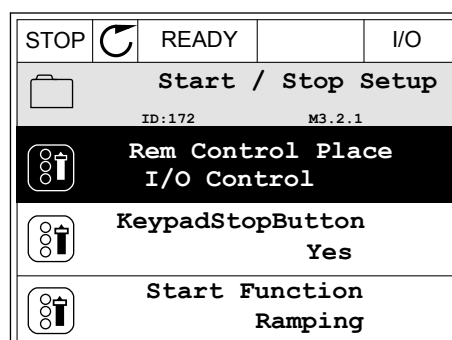 STOP READY I/O
Start / Stop Setup
ID:172 M3.2.1
Rem Control Place
I/O Control
KeypadStopButton
Yes
Start Function
Ramping